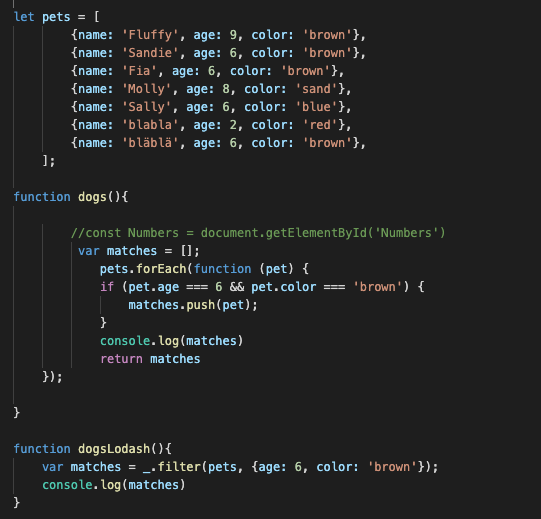 let pets = [
{name: 'Fluffy', age: 9, color: 'brown'},
{name: 'Sandie', age: 6, color: 'brown'},
{name: 'Fia', age: 6, color: 'brown'},
{name: 'Molly', age: 8, color: 'sand'},
{name: 'Sally', age: 6, color: 'blue'},
{name: 'blabla', age: 2, color: 'red'},
{name: 'bläblä', age: 6, color: 'brown'},
];
function dogs(){
//const Numbers = document.getElementById('Numbers')
var matches = [];
pets.forEach(function (pet) {
if (pet.age === 6 && pet.color === 'brown') {
matches.push(pet);
}
console.log(matches)
return matches
});
}
function dogsLodash(){
var matches = _.filter(pets, {age: 6, color: 'brown'});
console.log(matches)
}